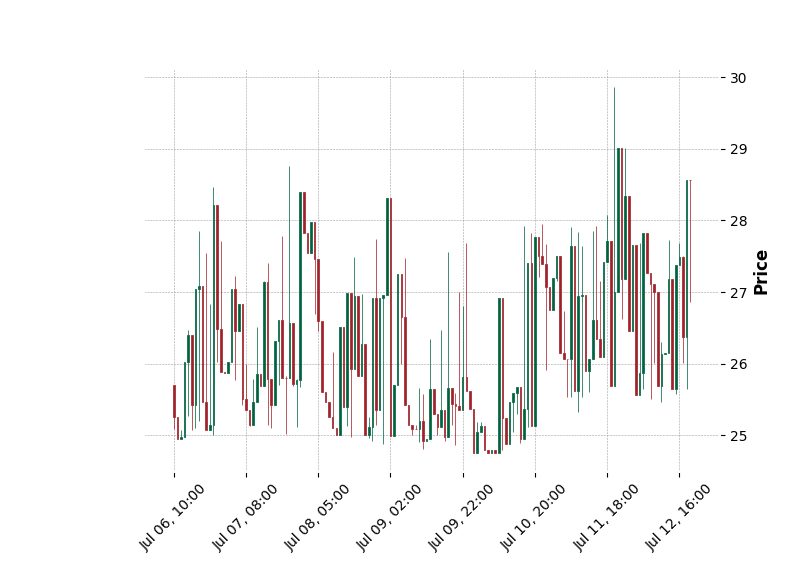 30
29
28
27
26
25
Price
Jul 06, 10:00
Jul 07, 08:00
Jul 08, 05:00
Jul 09, 02:00
Jul 09, 22:00
Jul 10, 20:00
Jul 11, 18:00
Jul 12, 16:00